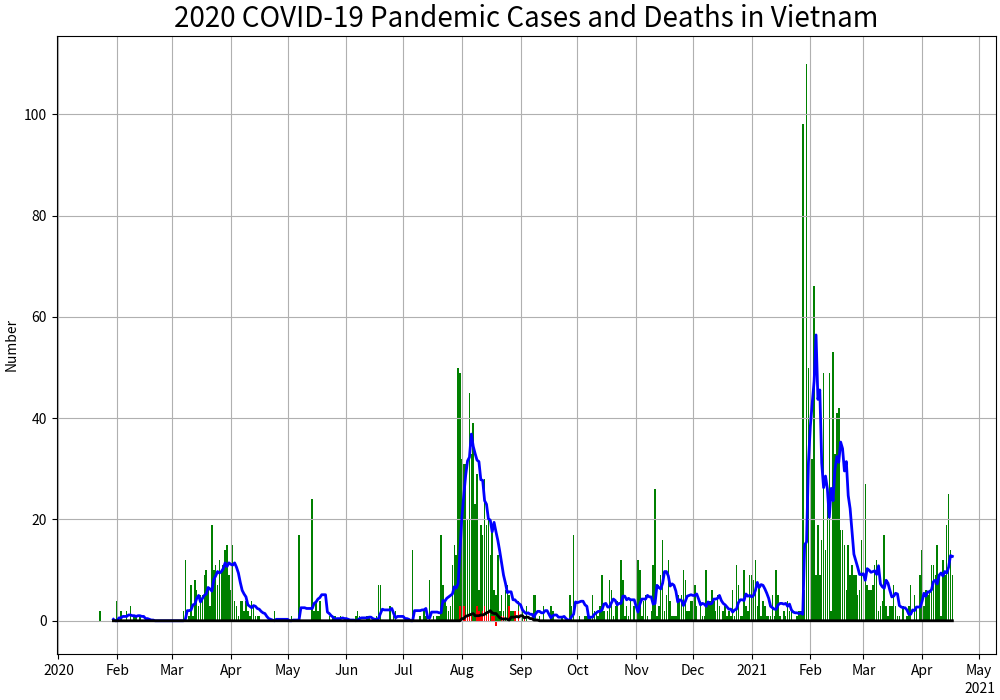 2020 COVID-19 Pandemic Cases and Deaths in Vietnam
Number
100
80
60
40
20
0
2020 Feb Mar Apr May Jun Jul Aug Sep Oct Nov Dec 2021 Feb Mar Apr May
2021